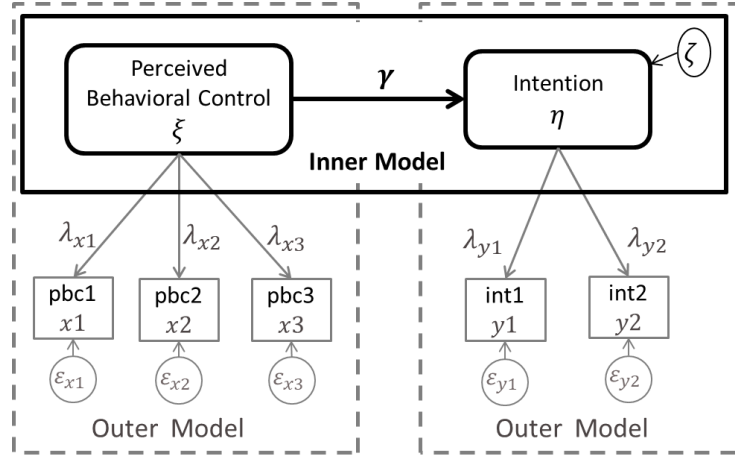 Perceived
Behavioral Control
ξ
γ
Intention
η
ζ
Inner Model
λx1
λx2
λx3
λy1
λy2
pbc1
x1
pbc2
x2
pbc3
x3
int1
y1
int2
y2
εx1
εx2
εx3
εy1
εy2
Outer Model
Outer Model